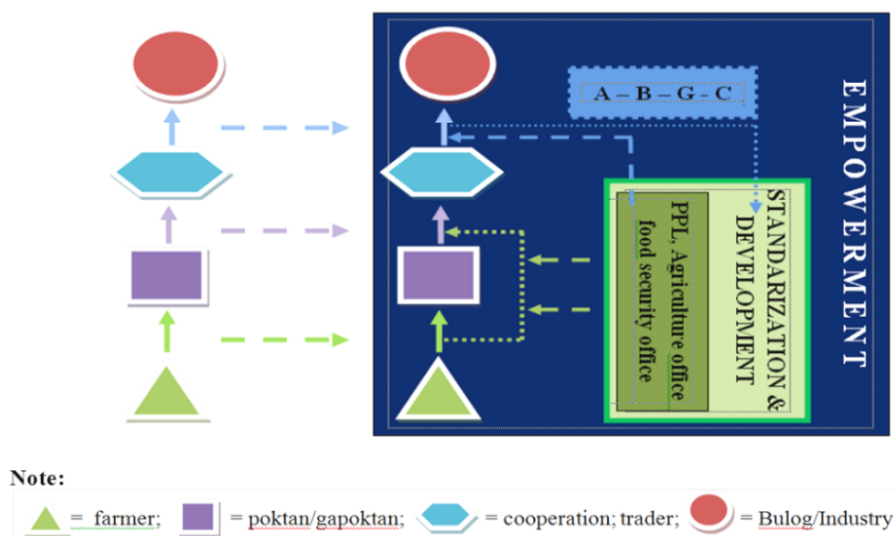 A – B – G - C
EMPOWERMENT
STANDARIZATION &
DEVELOPMENT
PPL, Agriculture office
food security office
Note:
= farmer; = poktan/gapoktan; = cooperation; trader; = Bulog/Industry